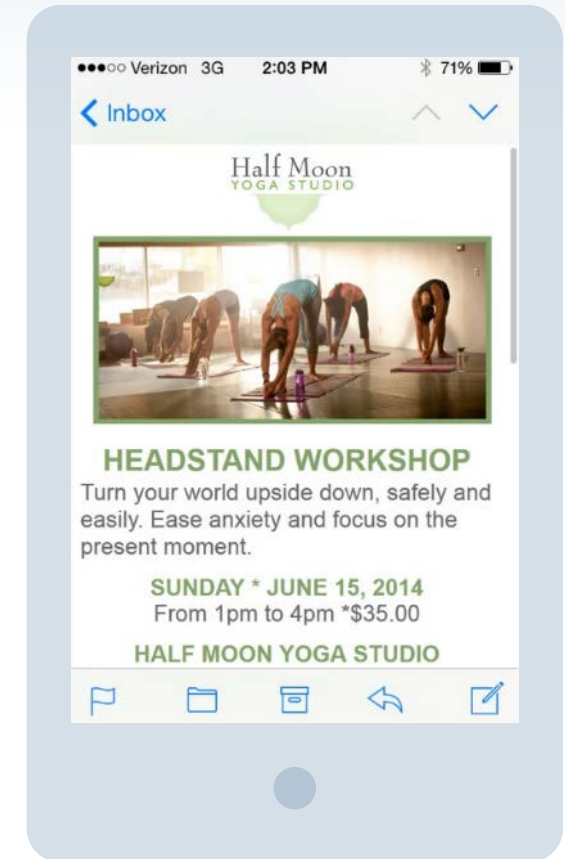 ●●●○○ Verizon 3G 2:03 PM 71%
Inbox
Half Moon
YOGA STUDIO
HEADSTAND WORKSHOP
Turn your world upside down, safely and
easily. Ease anxiety and focus on the
present moment.
SUNDAY * JUNE 15, 2014
From 1pm to 4pm *$35.00
HALF MOON YOGA STUDIO